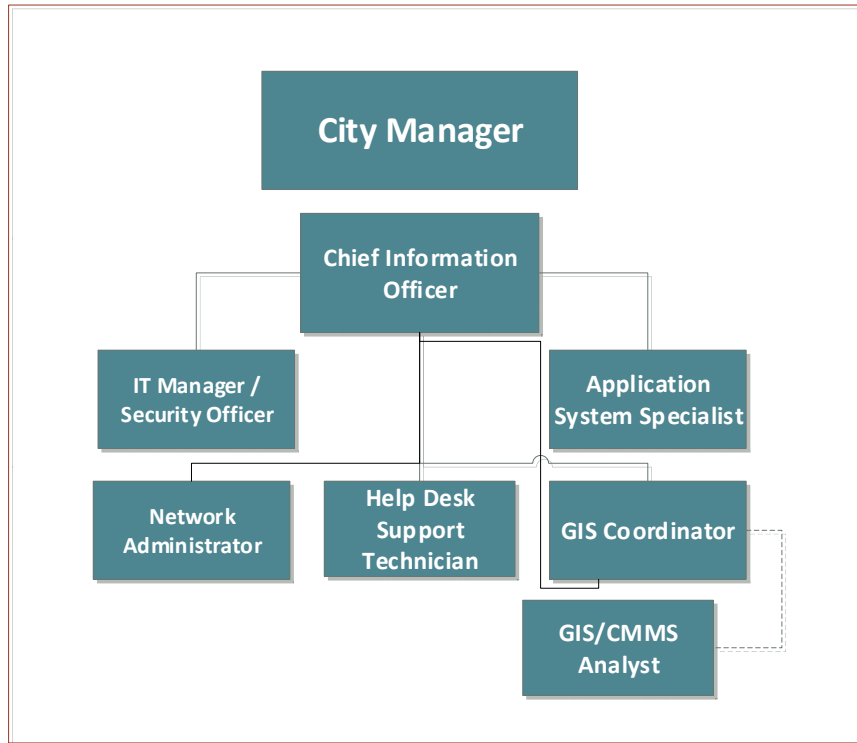 City Manager
Chief Information
Officer
IT Manager /
Security Officer
Application
System Specialist
Network
Administrator
Help Desk
Support
Technician
GIS Coordinator
GIS/CMMS
Analyst